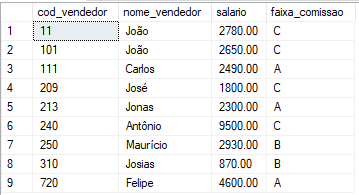 cod_vendedor nome_vendedor salario faixa_comissao
1 11 João 2780.00 C
2 101 João 2650.00 C
3 111 Carlos 2490.00 A
4 209 José 1800.00 C
5 213 Jonas 2300.00 A
6 240 Antônio 9500.00 C
7 250 Maurício 2930.00 B
8 310 Josias 870.00 B
9 720 Felipe 4600.00 A